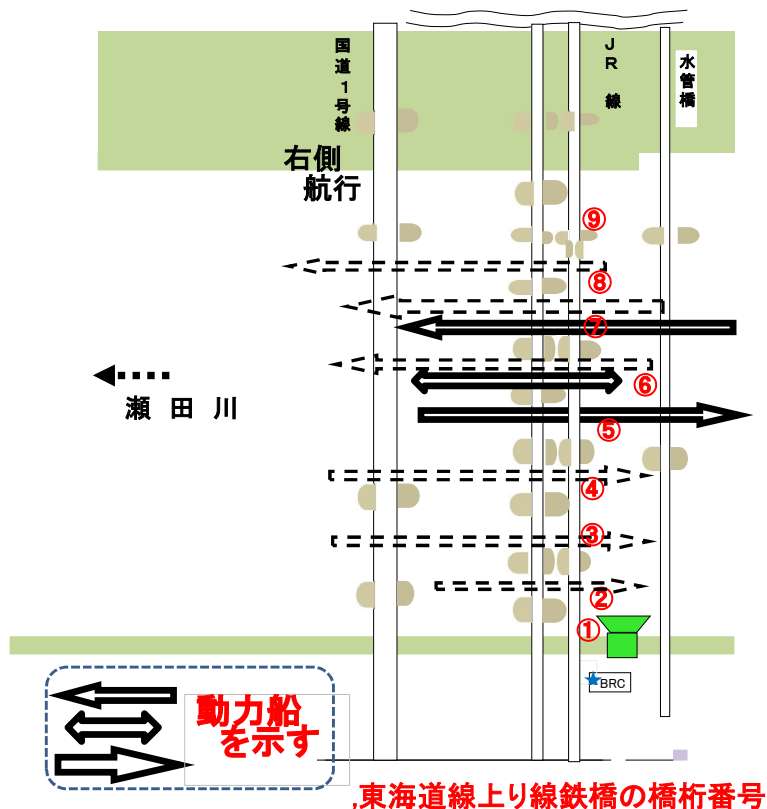 国道1号線
JR線
水管橋
右側
航行
⑨
⑧
⑦
⑥
瀬田川
⑤
④
③
②
①
BRC
動力船
を示す
,東海道線上り線鉄橋の橋桁番号